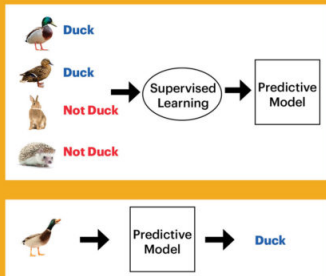 Duck
Duck
Not Duck
Not Duck
Supervised
Learning
Predictive
Model
Predictive
Model
Duck